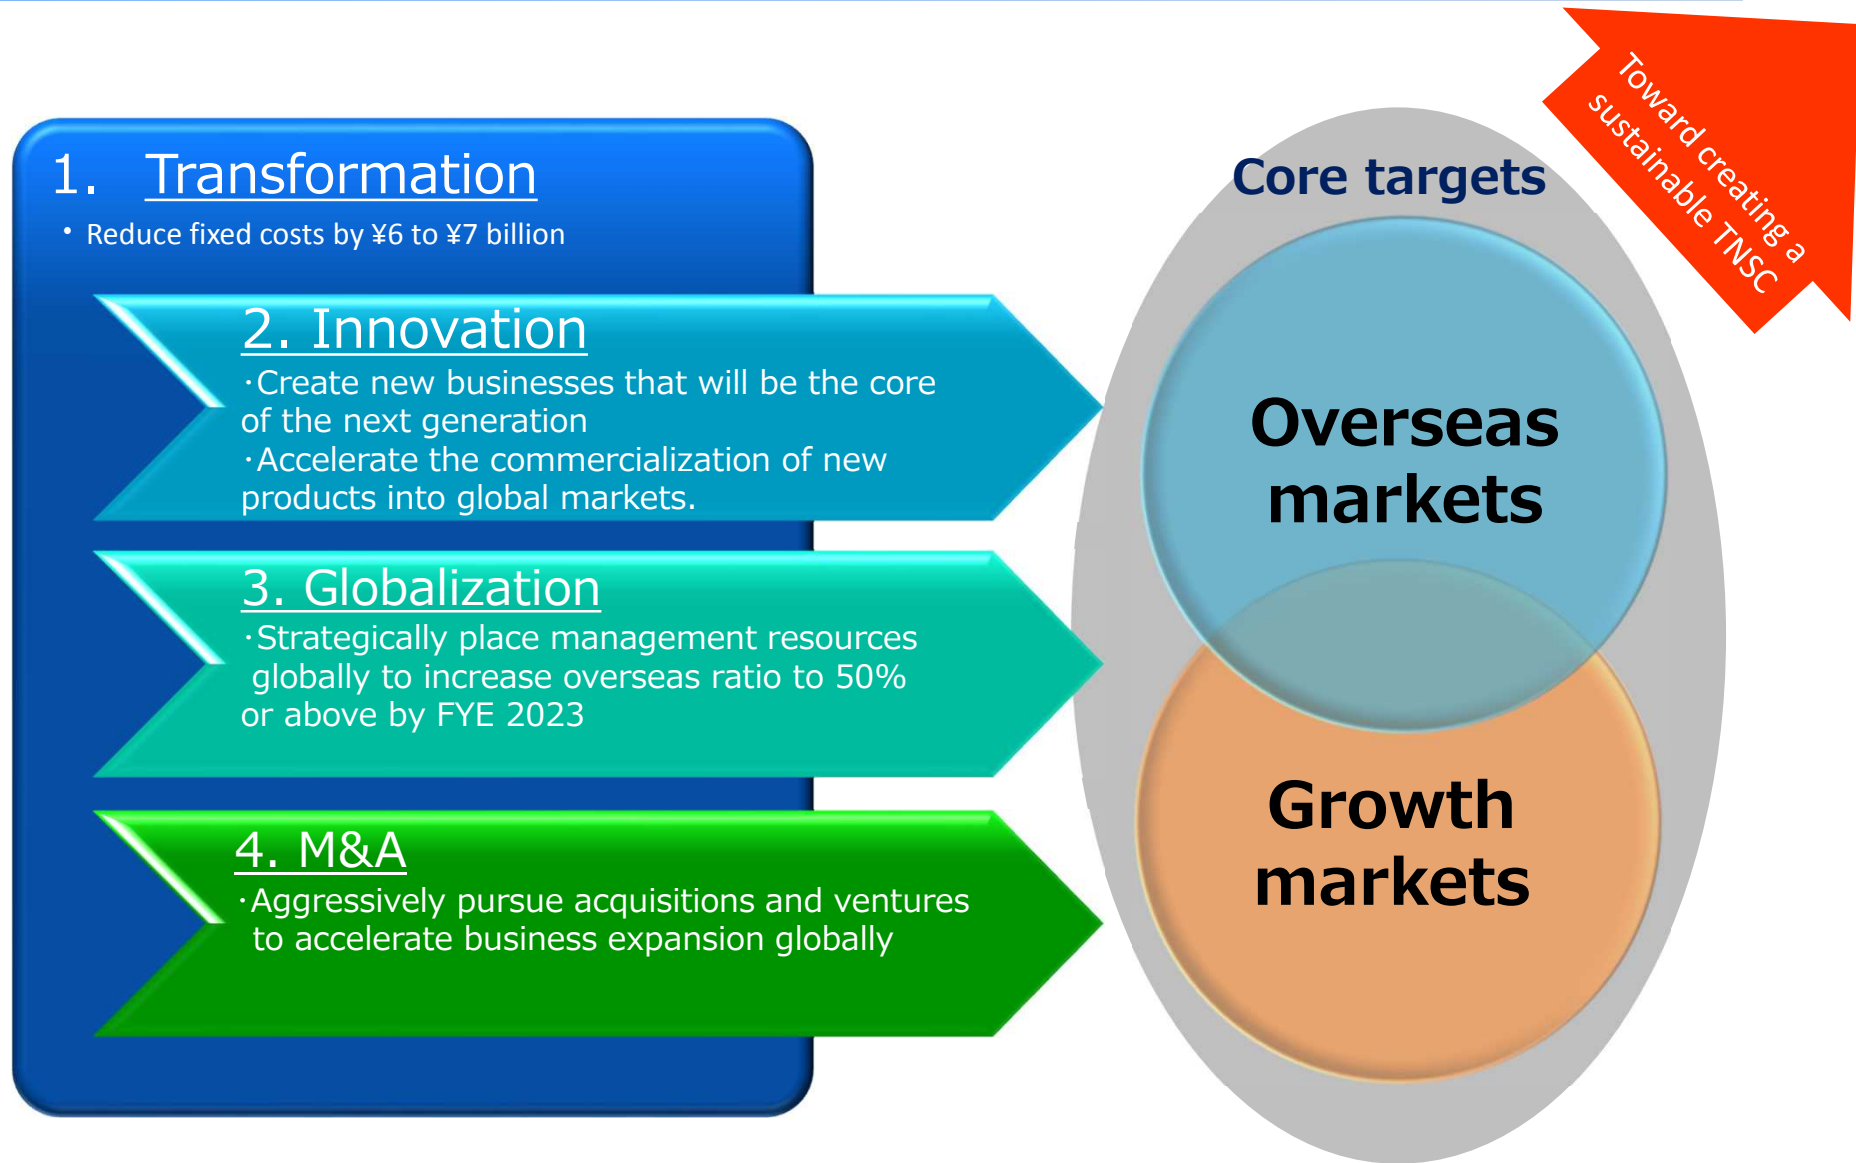 1. Transformation
・Reduce fixed costs by ¥6 to ¥7 billion
2. Innovation
・Create new businesses that will be the core
of the next generation
・Accelerate the commercialization of new
products into global markets.
3. Globalization
・Strategically place management resources
globally to increase overseas ratio to 50%
or above by FYE 2023
4. M&A
・Aggressively pursue acquisitions and ventures
to accelerate business expansion globally
Core targets
Overseas
markets
Growth
markets
Toward creating a
sustainable TNSC